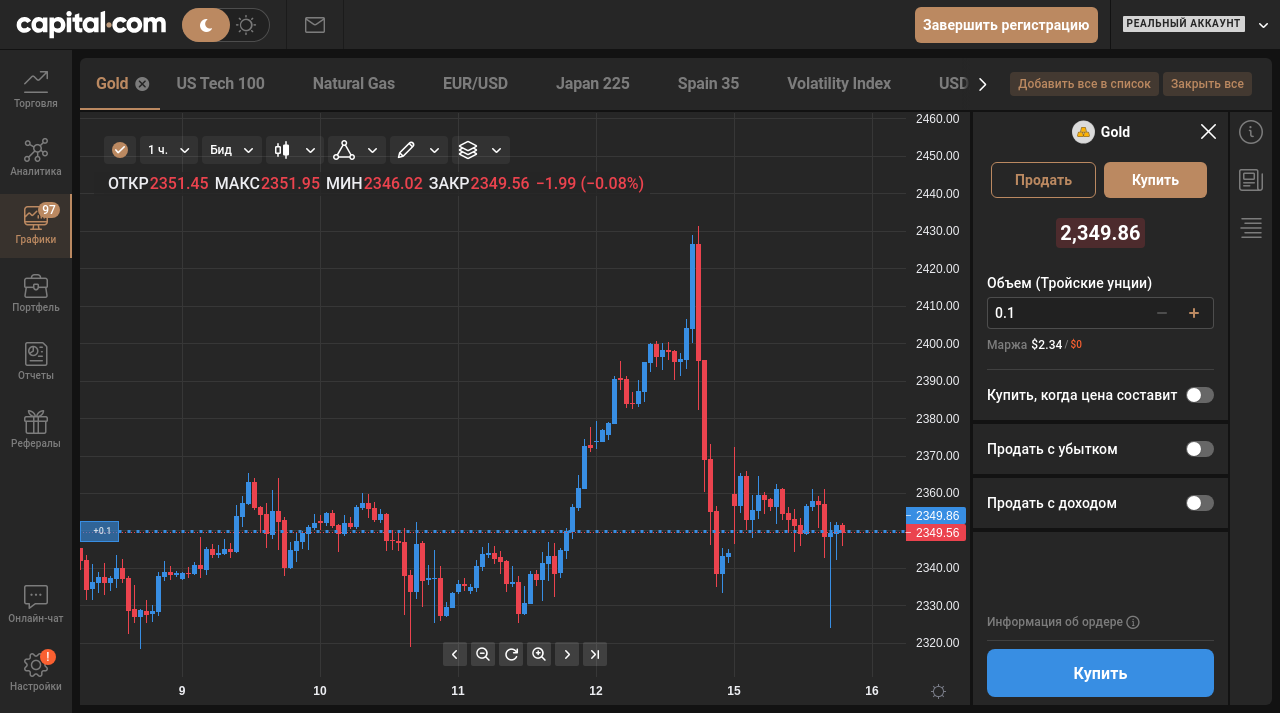 capital.com
Завершить регистрацию
РЕАЛЬНЫЙ АККАУНТ
Торговля
Аналитика
97
Графики
Портфель
Отчеты
Рефералы
Онлайн-чат
!
Настройки
Gold US Tech 100 Natural Gas EUR/USD Japan 225 Spain 35 Volatility Index USD
Добавить все в список Закрыть все
1 ч. Бид
ОТКР2351.45 МАКС2351.95 МИН2346.02 ЗАКР2349.56 −1.99 (−0.08%)
+0.1
2460.00
2450.00
2440.00
2430.00
2420.00
2410.00
2400.00
2390.00
2380.00
2370.00
2360.00
2349.86
2349.56
2340.00
2330.00
2320.00
9 10 11 12 15 16
Gold
Продать Купить
2,349.86
Объем (Тройские унции)
0.1 − +
Маржа $2.34 / $0
Купить, когда цена составит
Продать с убытком
Продать с доходом
Информация об ордере
Купить